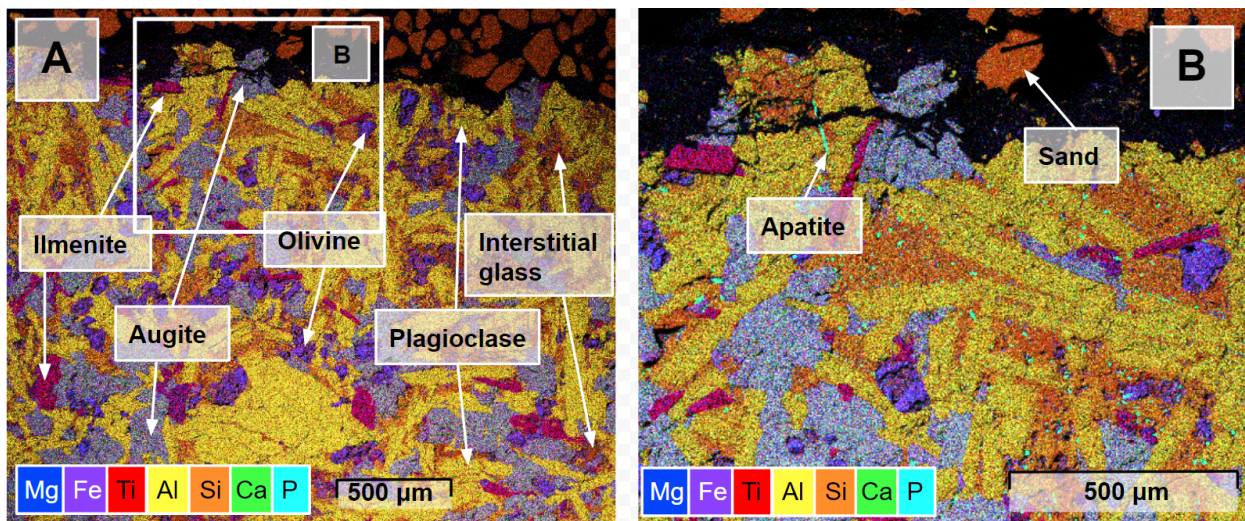 A
B
Ilmenite
Olivine
Interstitial
glass
Augite
Plagioclase
Mg Fe Ti Al Si Ca P
500 µm
B
Sand
Apatite
Mg Fe Ti Al Si Ca P
500 µm